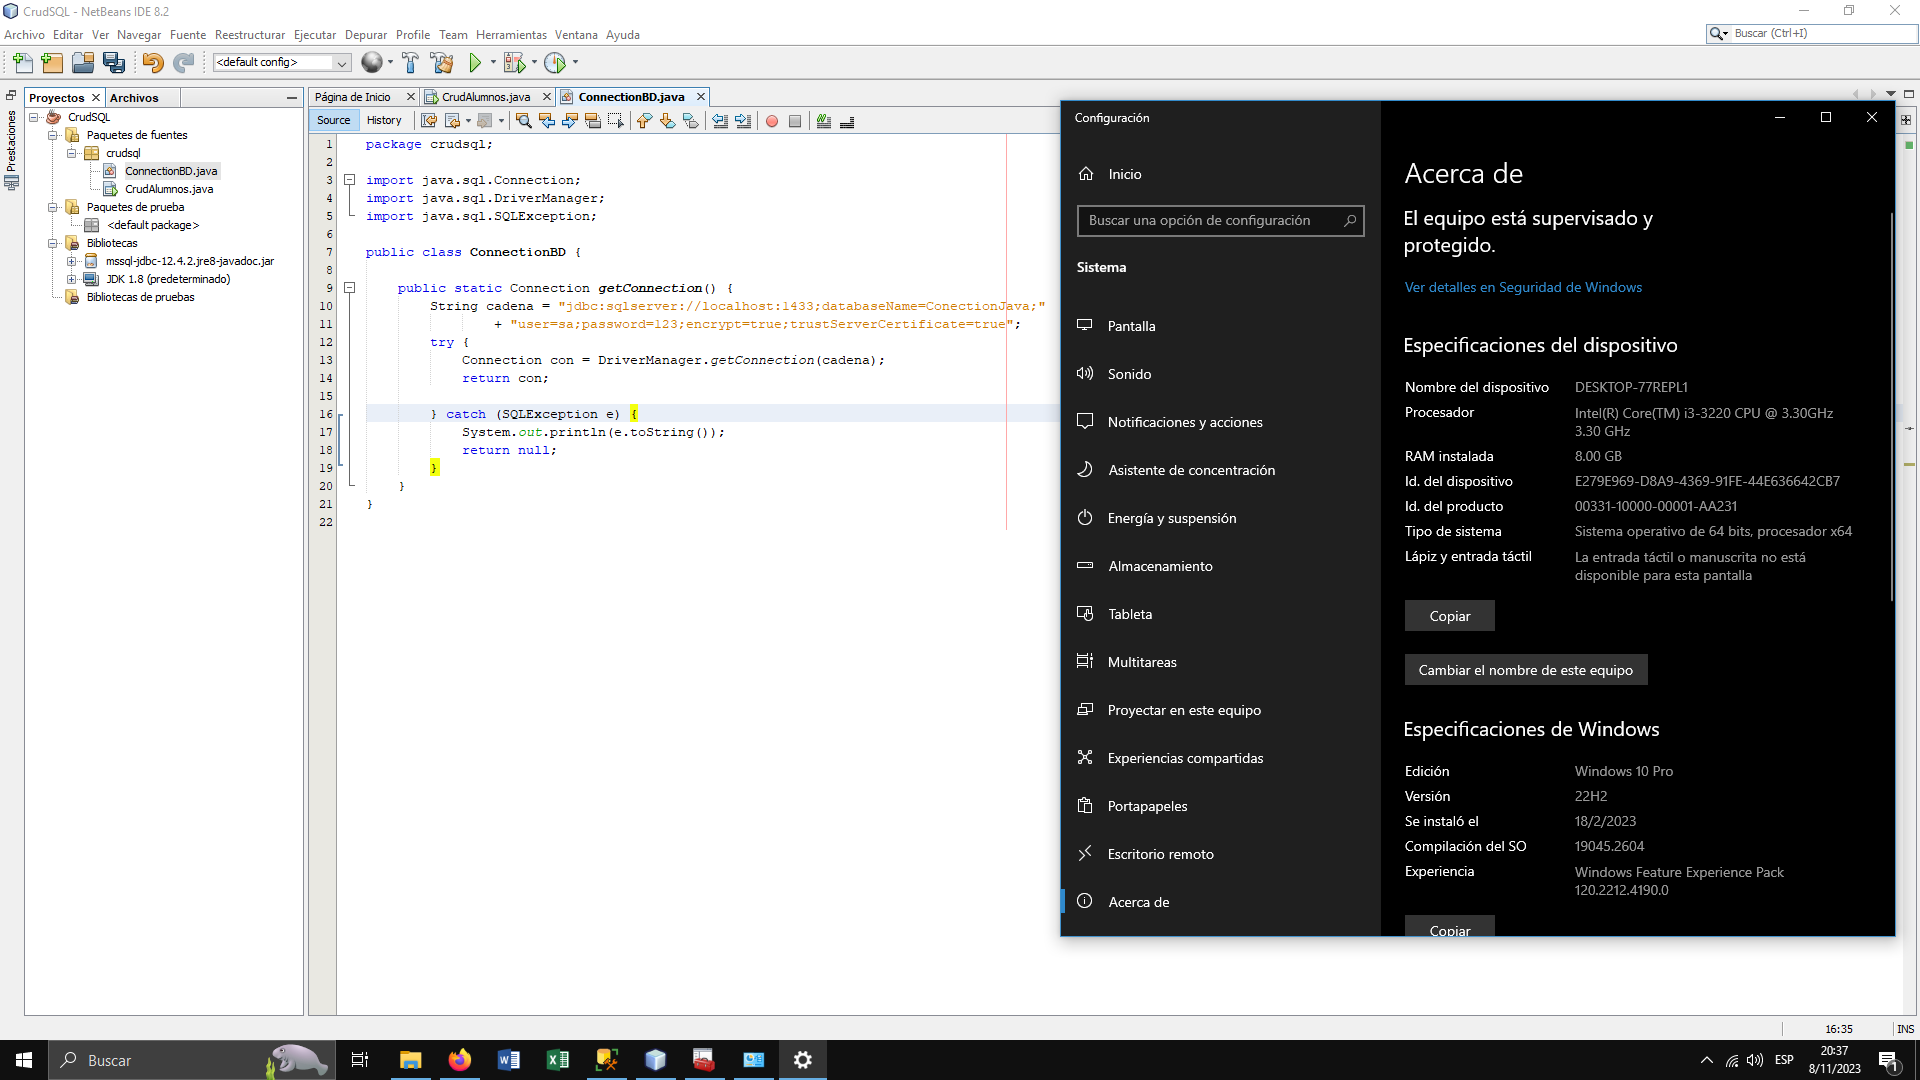 CrudSQL - NetBeans IDE 8.2
Archivo Editar Ver Navegar Fuente Reestructurar Ejecutar Depurar Profile Team Herramientas Ventana Ayuda
Buscar (Ctrl+I)
<default config>
Prestaciones
Proyectos
Archivos
CrudSQL
Paquetes de fuentes
crudsql
ConnectionBD.java
CrudAlumnos.java
Paquetes de prueba
<default package>
Bibliotecas
mssql-jdbc-12.4.2.jre8-javadoc.jar
JDK 1.8 (predeterminado)
Bibliotecas de pruebas
Página de Inicio
CrudAlumnos.java
ConnectionBD.java
Source
History
1 package crudsql;
2
3 import java.sql.Connection;
4 import java.sql.DriverManager;
5 import java.sql.SQLException;
6
7 public class ConnectionBD {
8
9 public static Connection getConnection() {
10 String cadena = "jdbc:sqlserver://localhost:1433;databaseName=ConectionJava;"
11 + "user=sa;password=123;encrypt=true;trustServerCertificate=true";
12 try {
13 Connection con = DriverManager.getConnection(cadena);
14 return con;
15
16 } catch (SQLException e) {
17 System.out.println(e.toString());
18 return null;
19 }
20 }
21 }
22
Configuración
Inicio
Buscar una opción de configuración
Sistema
Pantalla
Sonido
Notificaciones y acciones
Asistente de concentración
Energía y suspensión
Almacenamiento
Tableta
Multitareas
Proyectar en este equipo
Experiencias compartidas
Portapapeles
Escritorio remoto
Acerca de
Acerca de
El equipo está supervisado y
protegido.
Ver detalles en Seguridad de Windows
Especificaciones del dispositivo
Nombre del dispositivo DESKTOP-77REPL1
Procesador Intel(R) Core(TM) i3-3220 CPU @ 3.30GHz
3.30 GHz
RAM instalada 8.00 GB
Id. del dispositivo E279E969-D8A9-4369-91FE-44E636642CB7
Id. del producto 00331-10000-00001-AA231
Tipo de sistema Sistema operativo de 64 bits, procesador x64
Lápiz y entrada táctil La entrada táctil o manuscrita no está
disponible para esta pantalla
Copiar
Cambiar el nombre de este equipo
Especificaciones de Windows
Edición Windows 10 Pro
Versión 22H2
Se instaló el 18/2/2023
Compilación del SO 19045.2604
Experiencia Windows Feature Experience Pack
120.2212.4190.0
Copiar
16:35 INS
Buscar
ESP
20:37
8/11/2023
1